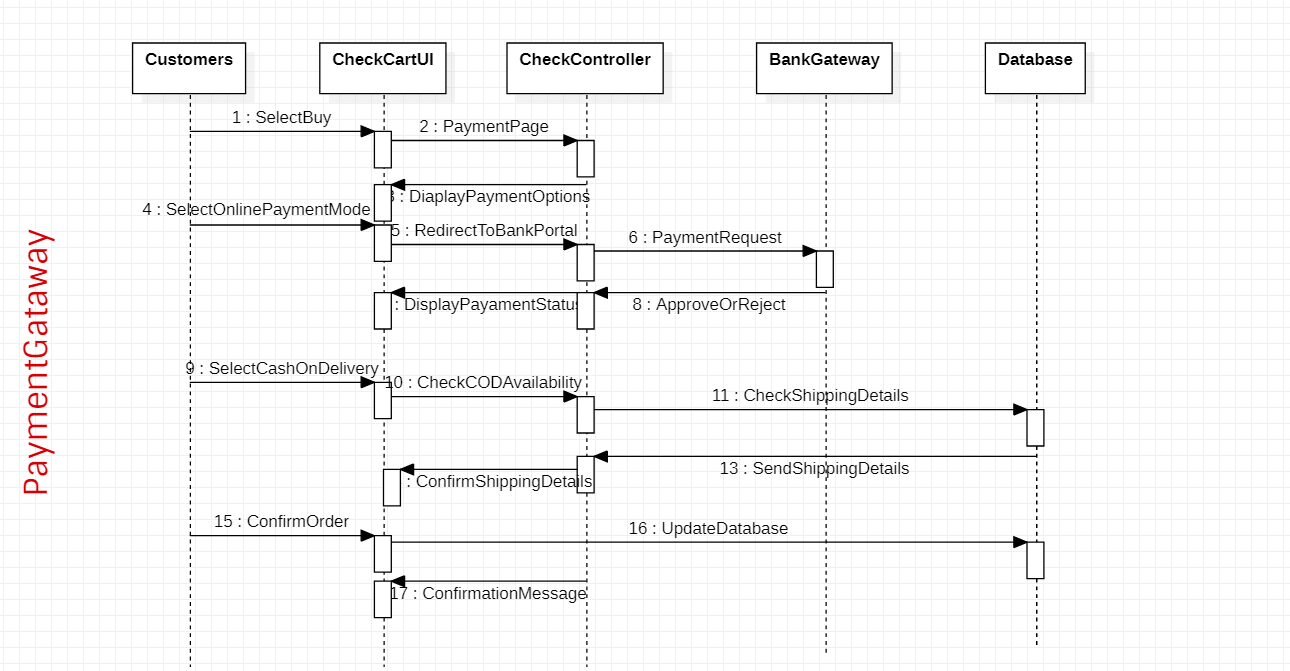 Customers
CheckCartUI
CheckController
BankGateway
Database
1 : SelectBuy
2 : PaymentPage
3 : DiaplayPaymentOptions
4 : SelectOnlinePaymentMode
5 : RedirectToBankPortal
6 : PaymentRequest
: DisplayPayamentStatus
8 : ApproveOrReject
9 : SelectCashOnDelivery
10 : CheckCODAvailability
11 : CheckShippingDetails
13 : SendShippingDetails
: ConfirmShippingDetails
15 : ConfirmOrder
16 : UpdateDatabase
17 : ConfirmationMessage
PaymentGataway